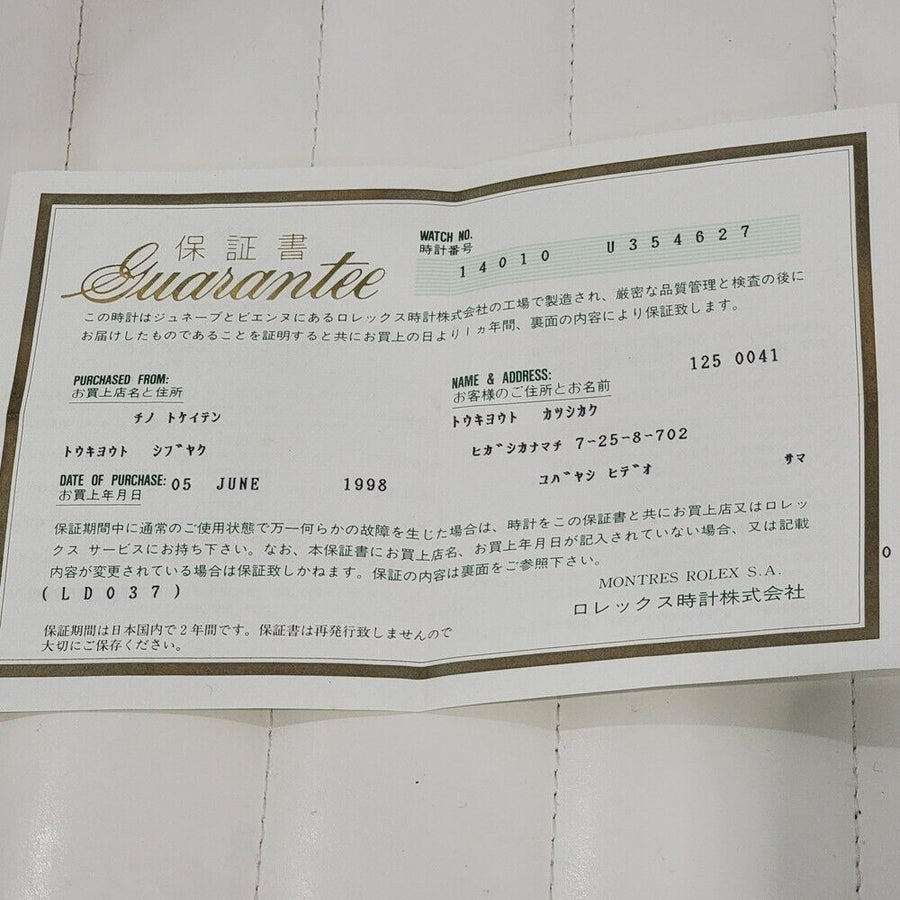 保証書
Guarantee
WATCH NO.
時計番号
14010 U354627
この時計はジュネーブとビエンヌにあるロレックス時計株式会社の工場で製造され、厳密な品質管理と検査の後に
お届けしたものであることを証明すると共にお買上の日より1ヵ年間、裏面の内容により保証致します。
125 0041
PURCHASED FROM:
お買上店名と住所
チノ トケイテン
トウキヨウト シブヤク
NAME & ADDRESS:
お客様のご住所とお名前
トウキヨウト カツシカク
ヒガシカナマチ 7-25-8-702
コバヤシ ヒデオ サマ
DATE OF PURCHASE: 05 JUNE 1998
お買上年月日
保証期間中に通常のご使用状態で万一何らかの故障を生じた場合は、時計をこの保証書と共にお買上店又はロレッ
クス サービスにお持ち下さい。なお、本保証書にお買上店名、お買上年月日が記入されていない場合、又は記載
内容が変更されている場合は保証致しかねます。保証の内容は裏面をご参照下さい。
(LD037)
MONTRES ROLEX S.A.
ロレックス時計株式会社
保証期間は日本国内で2年間です。保証書は再発行致しませんので
大切にご保存ください。
0